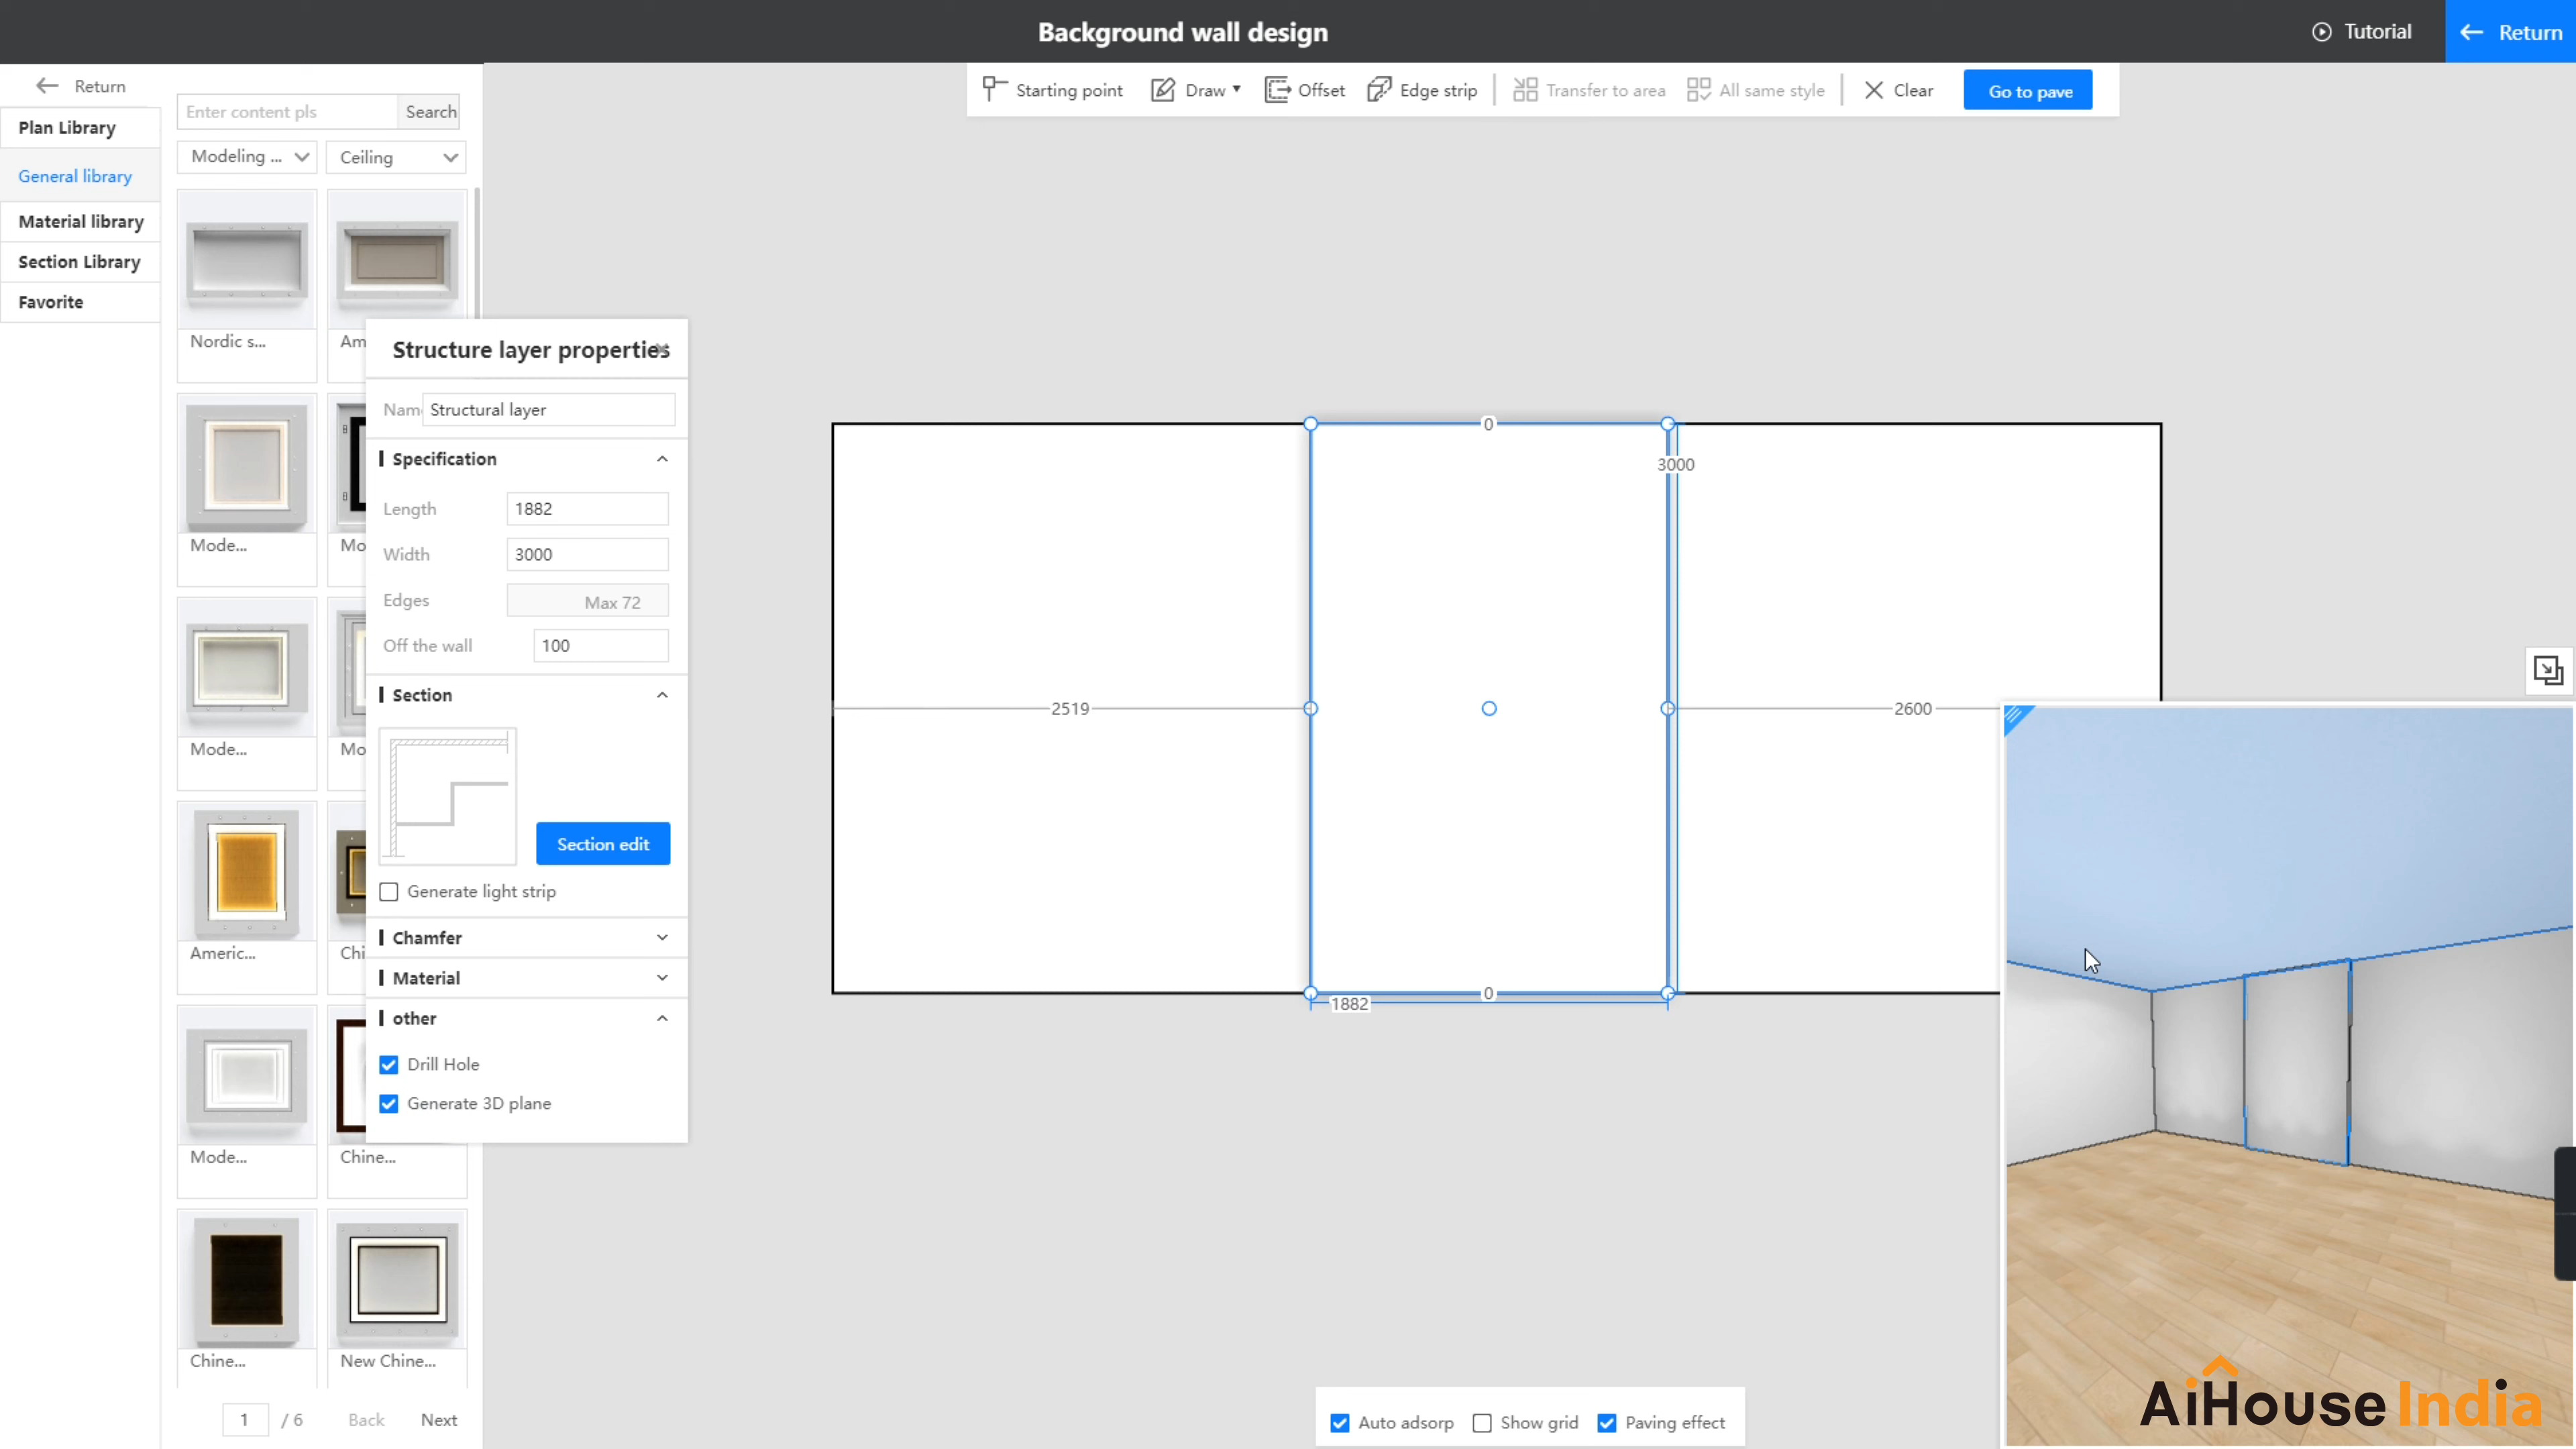 Background wall design
Tutorial
Return
Return
Plan Library
General library
Material library
Section Library
Favorite
Enter content pls
Search
Modeling ...
Ceiling
Nordic s...
Am
Mode...
Mo
Mode...
Mo
Americ...
Chi
Mode...
Chine...
Chine...
New Chine...
1 / 6 Back Next
Structure layer properties
Nam Structural layer
Specification
Length 1882
Width 3000
Edges Max 72
Off the wall 100
Section
Section edit
Generate light strip
Chamfer
Material
other
Drill Hole
Generate 3D plane
Starting point Draw Offset Edge strip Transfer to area All same style Clear Go to pave
0
3000
2519
2600
0
1882
Auto adsorp Show grid Paving effect
AiHouse India